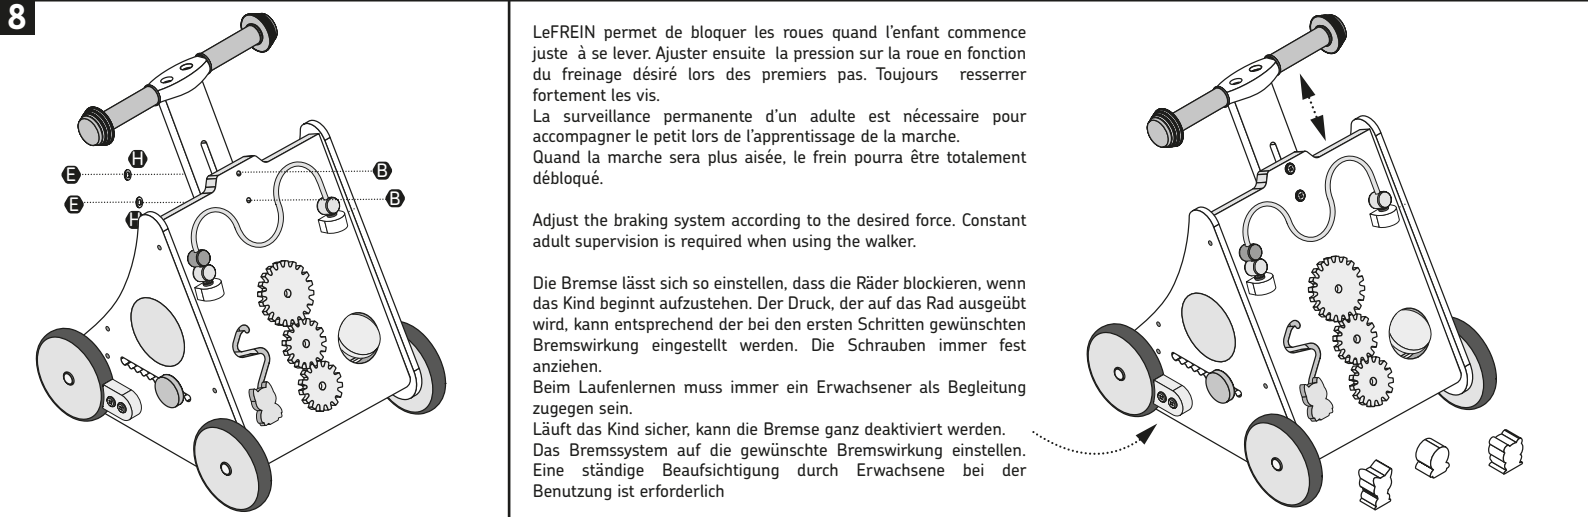 8
H
E
B
E
B
H
LeFREIN permet de bloquer les roues quand l'enfant commence
juste à se lever. Ajuster ensuite la pression sur la roue en fonction
du freinage désiré lors des premiers pas. Toujours resserrer
fortement les vis.
La surveillance permanente d'un adulte est nécessaire pour
accompagner le petit lors de l'apprentissage de la marche.
Quand la marche sera plus aisée, le frein pourra être totalement
débloqué.
Adjust the braking system according to the desired force. Constant
adult supervision is required when using the walker.
Die Bremse lässt sich so einstellen, dass die Räder blockieren, wenn
das Kind beginnt aufzustehen. Der Druck, der auf das Rad ausgeübt
wird, kann entsprechend der bei den ersten Schritten gewünschten
Bremswirkung eingestellt werden. Die Schrauben immer fest
anziehen.
Beim Laufenlernen muss immer ein Erwachsener als Begleitung
zugegen sein.
Läuft das Kind sicher, kann die Bremse ganz deaktiviert werden.
Das Bremssystem auf die gewünschte Bremswirkung einstellen.
Eine ständige Beaufsichtigung durch Erwachsene bei der
Benutzung ist erforderlich